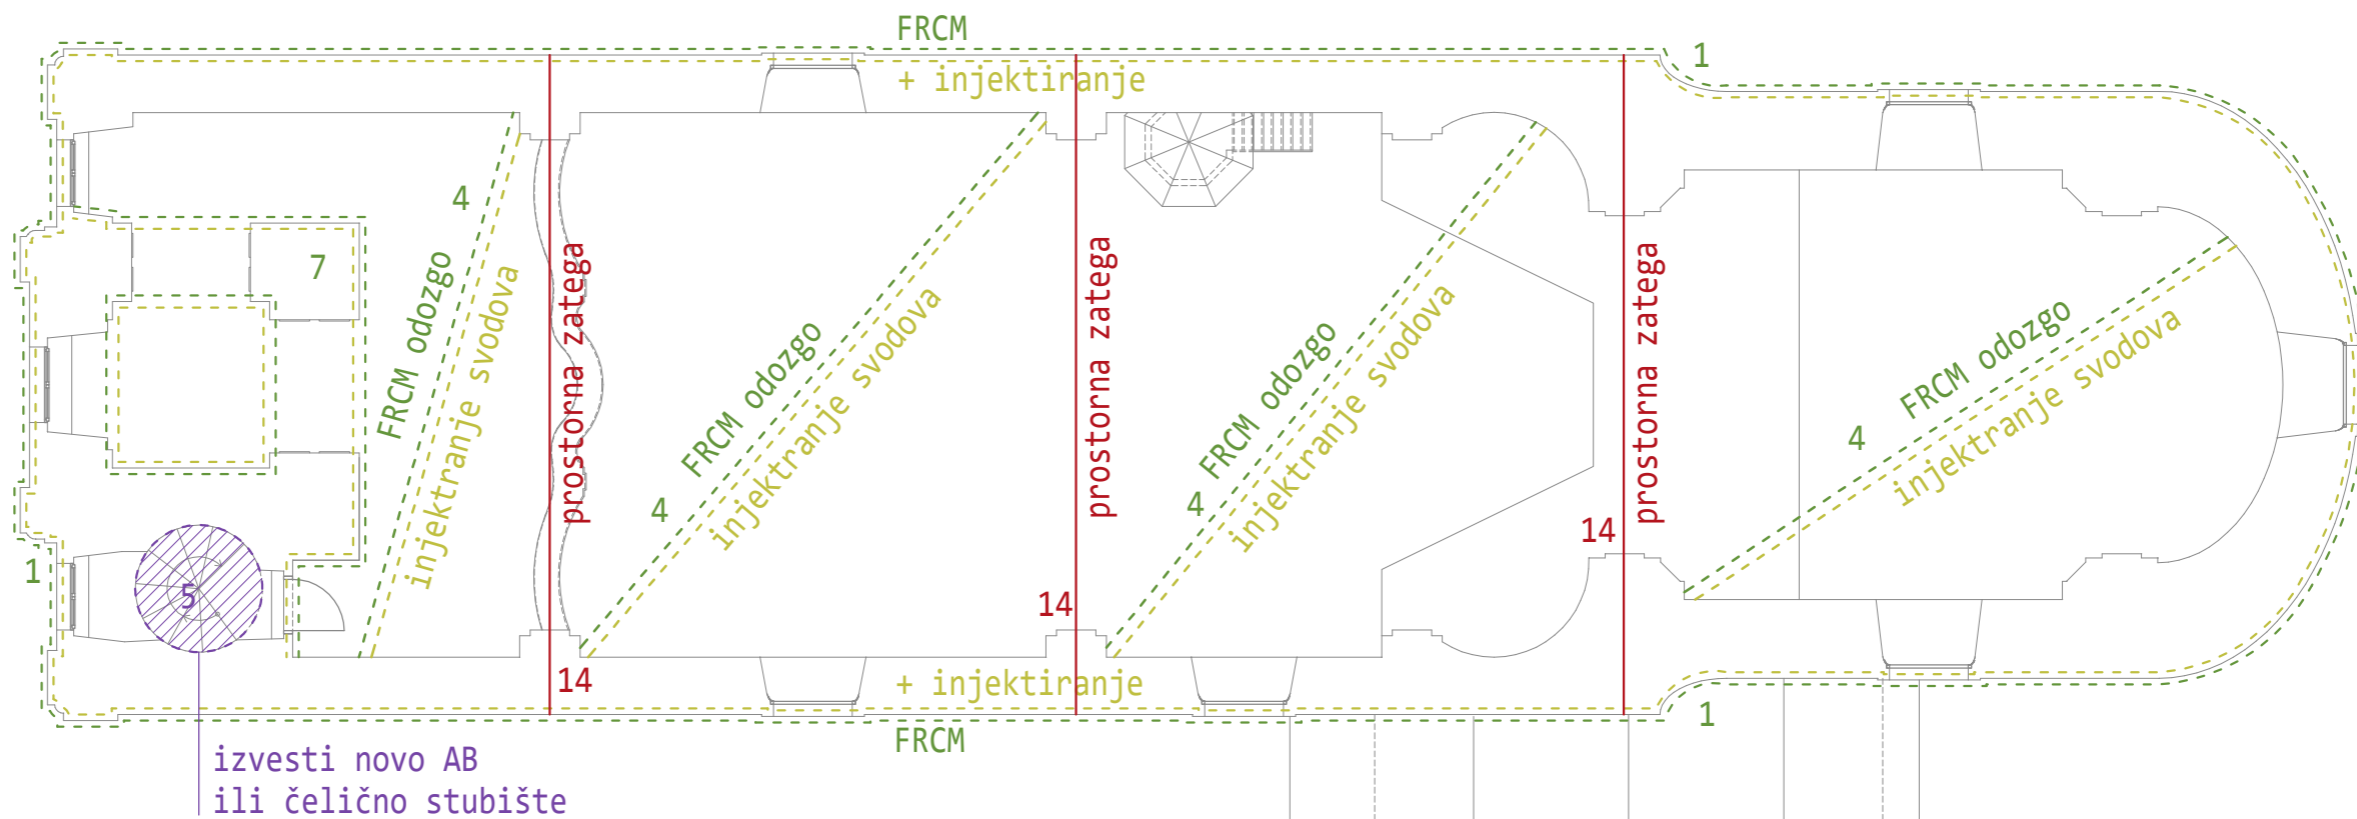 FRCM
1
+ injektiranje
4
7
FRCM odozgo
injektranje svodova
prostorna zatega
FRCM odozgo
injektranje svodova
4
prostorna zatega
FRCM odozgo
injektranje svodova
4
prostorna zatega
FRCM odozgo
injektranje svodova
4
14
14
14
1
5
+ injektiranje
1
FRCM
izvesti novo AB
ili čelično stubište